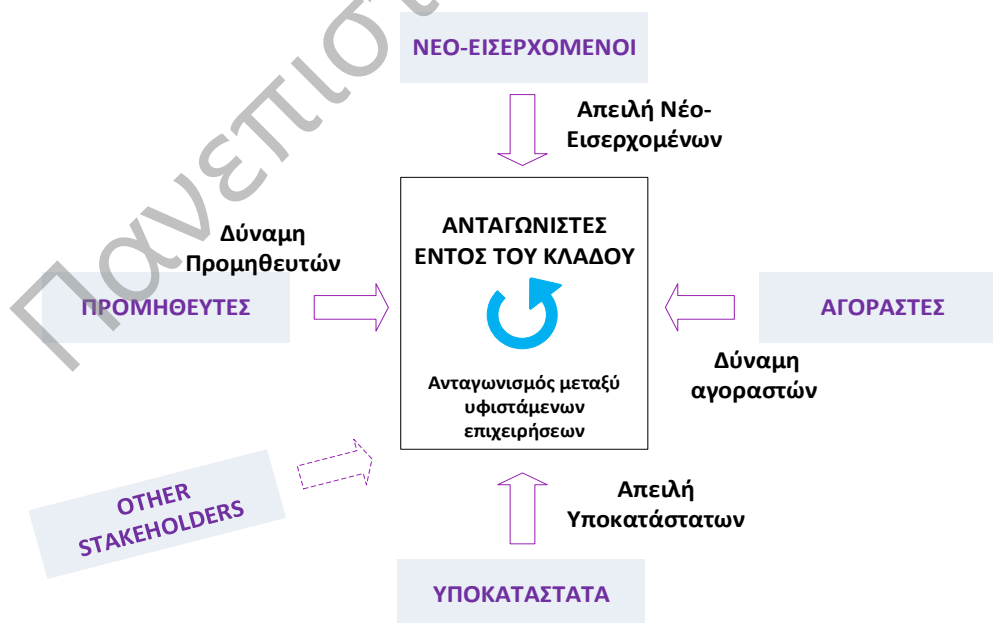 ΝΕΟ-ΕΙΣΕΡΧΟΜΕΝΟΙ
Απειλή Νέο-
Εισερχομένων
ΑΝΤΑΓΩΝΙΣΤΕΣ
ΕΝΤΟΣ ΤΟΥ ΚΛΑΔΟΥ
Δύναμη
Προμηθευτών
ΠΡΟΜΗΘΕΥΤΕΣ
ΑΓΟΡΑΣΤΕΣ
Δύναμη
αγοραστών
Ανταγωνισμός μεταξύ
υφιστάμενων
επιχειρήσεων
OTHER
STAKEHOLDERS
Απειλή
Υποκατάστατων
ΥΠΟΚΑΤΑΣΤΑΤΑ